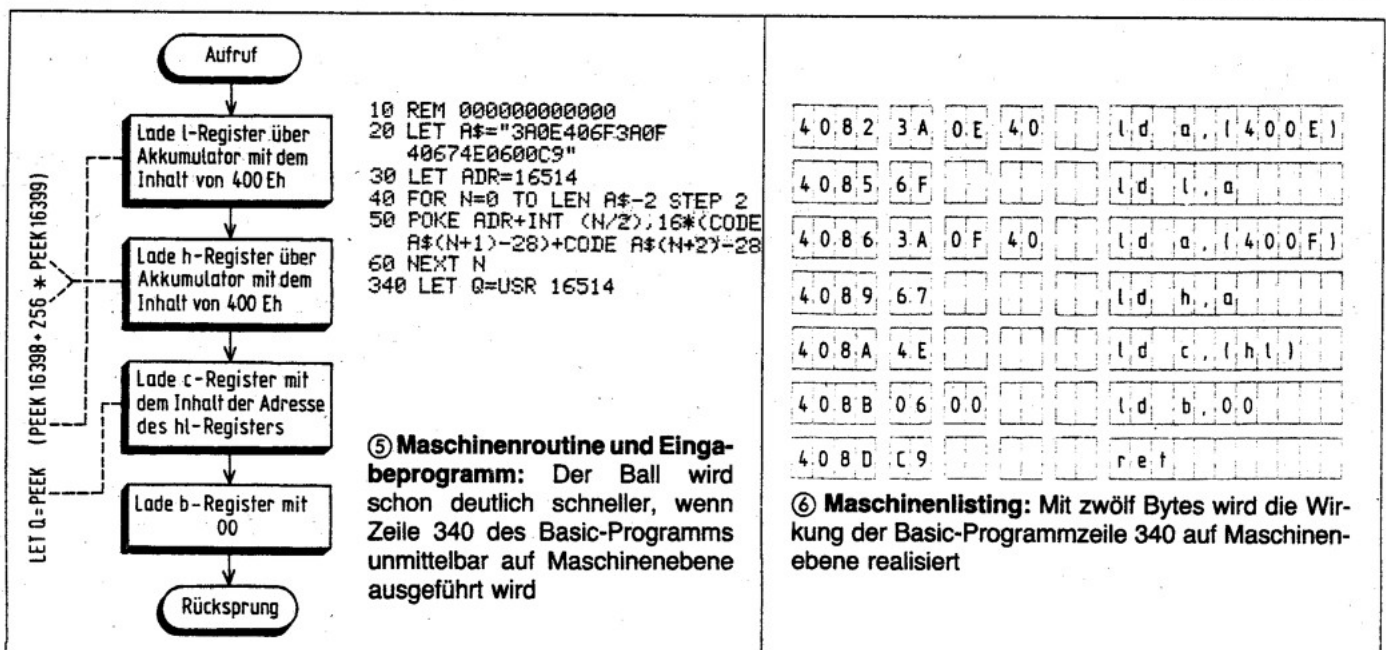 Aufruf
Lade l-Register über
Akkumulator mit dem
Inhalt von 400 Eh
Lade h-Register über
Akkumulator mit dem
Inhalt von 400 Eh
Lade c-Register mit
dem Inhalt der Adresse
des hl-Registers
Lade b-Register mit
00
Rücksprung
LET Q=PEEK (PEEK 16398+256 * PEEK 16399)
10 REM 000000000000
20 LET A$="3A0E406F3A0F
40674E0600C9"
30 LET ADR=16514
40 FOR N=0 TO LEN A$-2 STEP 2
50 POKE ADR+INT (N/2),16*(CODE
A$(N+1)-28)+CODE A$(N+2)-28
60 NEXT N
340 LET Q=USR 16514
⑤ Maschinenroutine und Einga-
beprogramm: Der Ball wird
schon deutlich schneller, wenn
Zeile 340 des Basic-Programms
unmittelbar auf Maschinenebene
ausgeführt wird
4082 3A 0E 40 ld a,(400E)
4085 6F ld l,a
4086 3A 0F 40 ld a,(400F)
4089 67 ld h,a
408A 4E ld c,(hl)
408B 06 00 ld b,00
408D C9 ret
⑥ Maschinenlisting: Mit zwölf Bytes wird die Wir-
kung der Basic-Programmzeile 340 auf Maschinen-
ebene realisiert